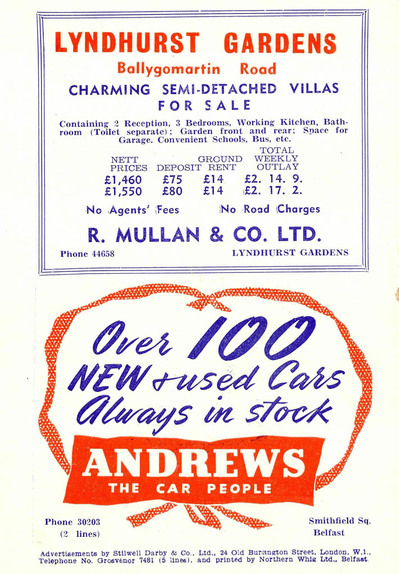 LYNDHURST GARDENS
Ballygomartin Road
CHARMING SEMI-DETACHED VILLAS
FOR SALE
Containing 2 Reception, 3 Bedrooms, Working Kitchen, Bath-
room (Toilet separate); Garden front and rear; Space for
Garage. Convenient Schools, Bus, etc.
TOTAL
NETT GROUND WEEKLY
PRICES DEPOSIT RENT OUTLAY
£1,460 £75 £14 £2. 14. 9.
£1,550 £80 £14 £2. 17. 2.
No Agents' Fees No Road Charges
R. MULLAN & CO. LTD.
Phone 44658 LYNDHURST GARDENS
Over 100
NEW & used Cars
Always in stock
ANDREWS
THE CAR PEOPLE
Phone 30203 Smithfield Sq.
(2 lines) Belfast
Advertisements by Stilwell Darby & Co., Ltd., 24 Old Burlington Street, London, W.1.,
Telephone No. Grosvenor 7481 (5 lines), and printed by Northern Whig Ltd., Belfast.